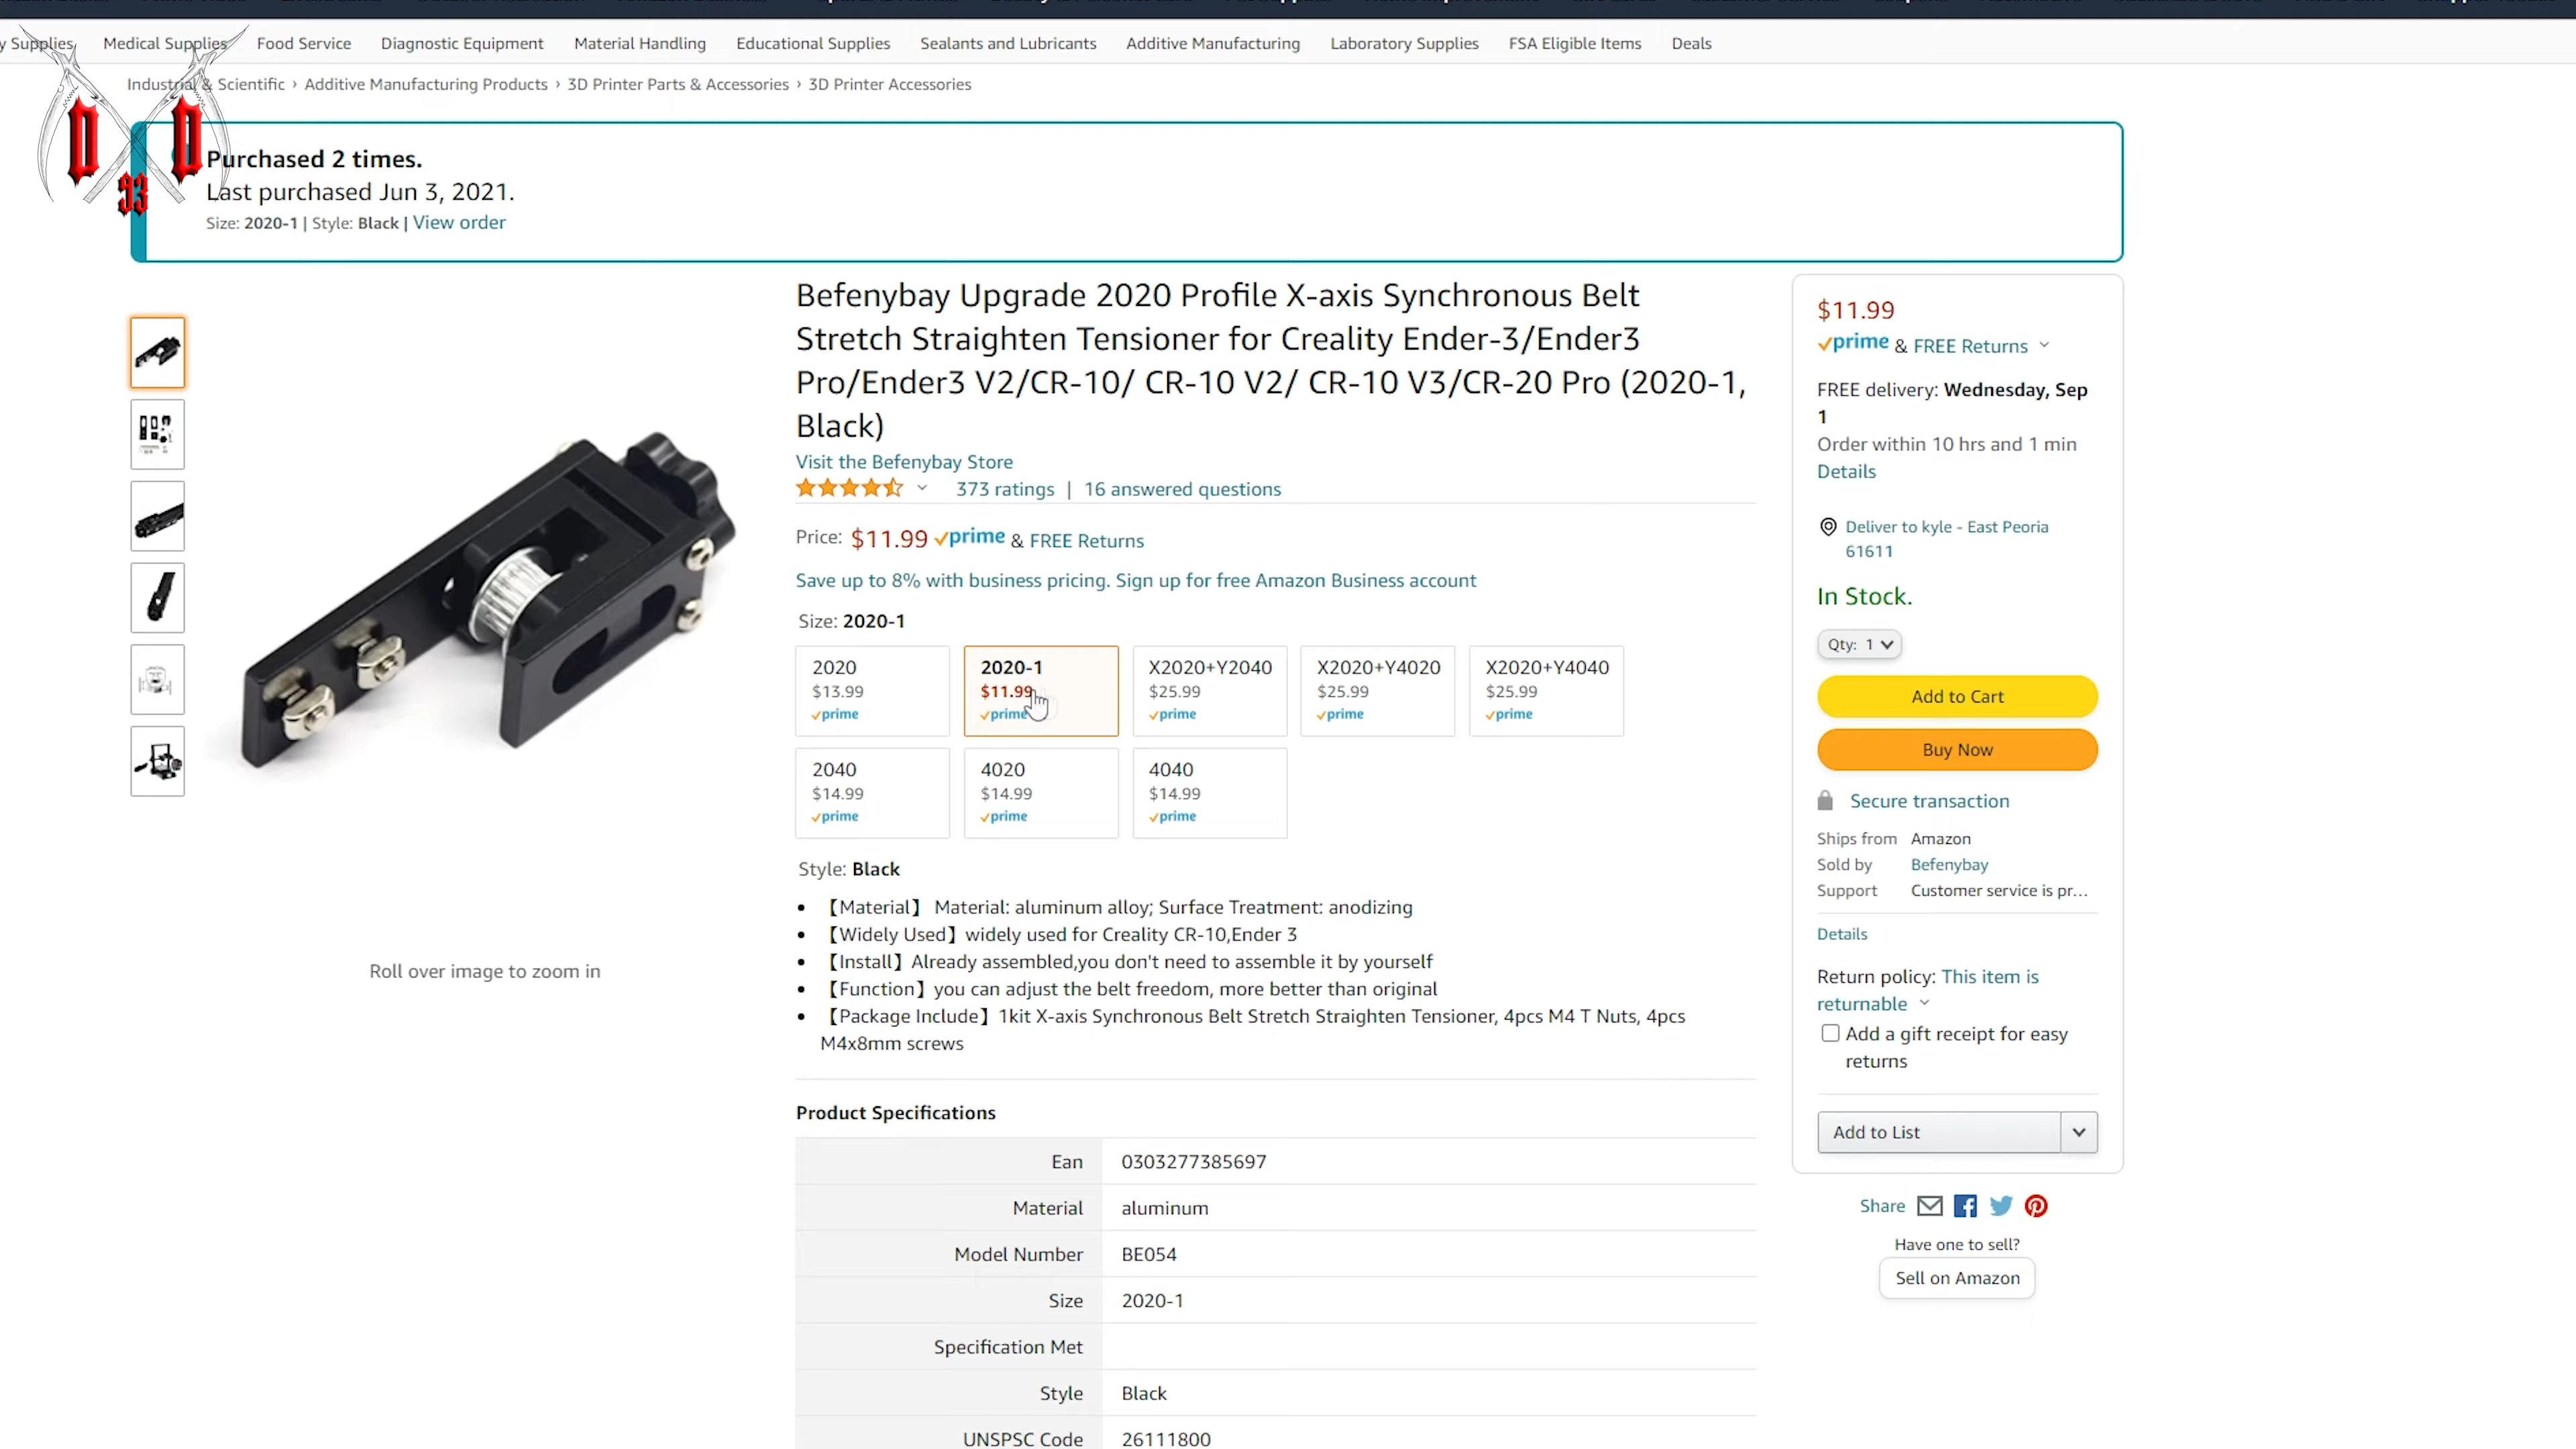 y Supplies Medical Supplies Food Service Diagnostic Equipment Material Handling Educational Supplies Sealants and Lubricants Additive Manufacturing Laboratory Supplies FSA Eligible Items Deals
Industrial & Scientific › Additive Manufacturing Products › 3D Printer Parts & Accessories › 3D Printer Accessories
D D
93
Purchased 2 times.
Last purchased Jun 3, 2021.
Size: 2020-1 | Style: Black | View order
Befenybay Upgrade 2020 Profile X-axis Synchronous Belt
Stretch Straighten Tensioner for Creality Ender-3/Ender3
Pro/Ender3 V2/CR-10/ CR-10 V2/ CR-10 V3/CR-20 Pro (2020-1,
Black)
Visit the Befenybay Store
373 ratings | 16 answered questions
Price: $11.99 prime & FREE Returns
Save up to 8% with business pricing. Sign up for free Amazon Business account
Size: 2020-1
2020 2020-1 X2020+Y2040 X2020+Y4020 X2020+Y4040
$13.99 $11.99 $25.99 $25.99 $25.99
prime prime prime prime prime
2040 4020 4040
$14.99 $14.99 $14.99
prime prime prime
Style: Black
• 【Material】 Material: aluminum alloy; Surface Treatment: anodizing
• 【Widely Used】widely used for Creality CR-10,Ender 3
• 【Install】Already assembled,you don't need to assemble it by yourself
• 【Function】you can adjust the belt freedom, more better than original
• 【Package Include】1kit X-axis Synchronous Belt Stretch Straighten Tensioner, 4pcs M4 T Nuts, 4pcs
M4x8mm screws
Roll over image to zoom in
Product Specifications
Ean 0303277385697
Material aluminum
Model Number BE054
Size 2020-1
Specification Met
Style Black
UNSPSC Code 26111800
$11.99
prime & FREE Returns
FREE delivery: Wednesday, Sep
1
Order within 10 hrs and 1 min
Details
Deliver to kyle - East Peoria
61611
In Stock.
Qty: 1
Add to Cart
Buy Now
Secure transaction
Ships from Amazon
Sold by Befenybay
Support Customer service is pr...
Details
Return policy: This item is
returnable
Add a gift receipt for easy
returns
Add to List
Share
Have one to sell?
Sell on Amazon